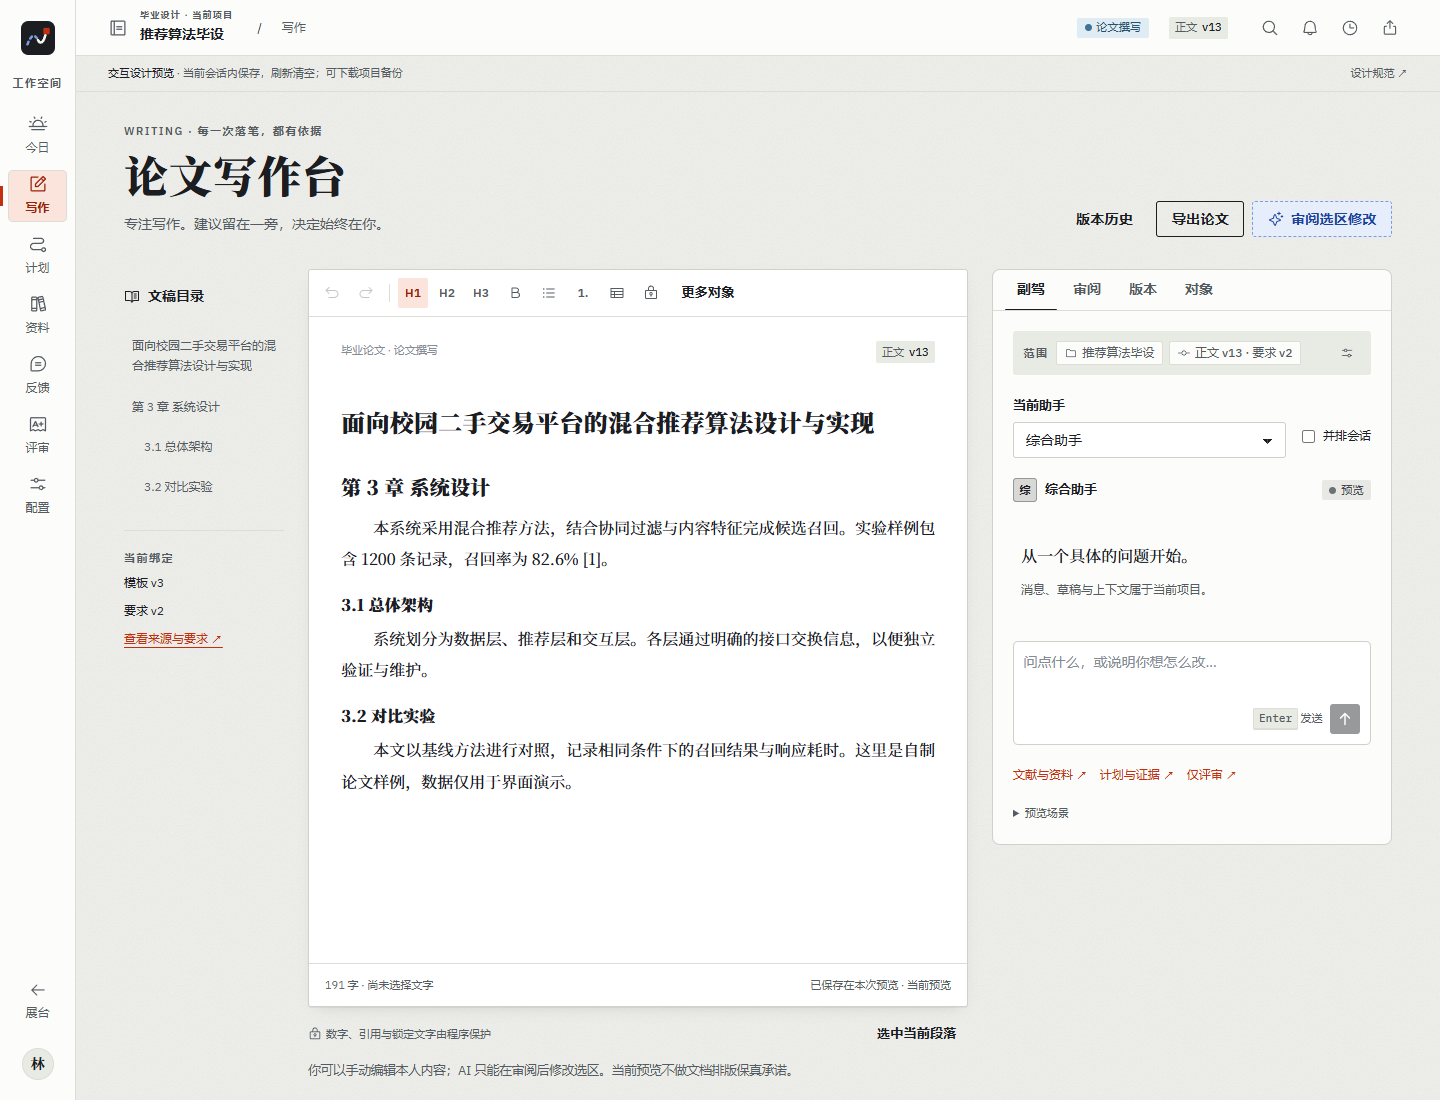 工作空间
今日
写作
计划
资料
反馈
评审
配置
展台
林
毕业设计 · 当前项目
推荐算法毕设
/
写作
论文撰写
正文 v13
交互设计预览 · 当前会话内保存，刷新清空；可下载项目备份
设计规范 ↗
WRITING · 每一次落笔，都有依据
论文写作台
专注写作。建议留在一旁，决定始终在你。
版本历史
导出论文
审阅选区修改
文稿目录
面向校园二手交易平台的混
合推荐算法设计与实现
第 3 章 系统设计
3.1 总体架构
3.2 对比实验
当前绑定
模板 v3
要求 v2
查看来源与要求 ↗
H1
H2
H3
B
1.
更多对象
毕业论文 · 论文撰写
正文 v13
面向校园二手交易平台的混合推荐算法设计与实现
第 3 章 系统设计
本系统采用混合推荐方法，结合协同过滤与内容特征完成候选召回。实验样例包
含 1200 条记录，召回率为 82.6% [1]。
3.1 总体架构
系统划分为数据层、推荐层和交互层。各层通过明确的接口交换信息，以便独立
验证与维护。
3.2 对比实验
本文以基线方法进行对照，记录相同条件下的召回结果与响应耗时。这里是自制
论文样例，数据仅用于界面演示。
191 字 · 尚未选择文字
已保存在本次预览 · 当前预览
数字、引用与锁定文字由程序保护
选中当前段落
你可以手动编辑本人内容；AI 只能在审阅后修改选区。当前预览不做文档排版保真承诺。
副驾
审阅
版本
对象
范围
推荐算法毕设
正文 v13 · 要求 v2
当前助手
综合助手
并排会话
综
综合助手
预览
从一个具体的问题开始。
消息、草稿与上下文属于当前项目。
问点什么，或说明你想怎么改...
Enter 发送
文献与资料 ↗
计划与证据 ↗
仅评审 ↗
预览场景